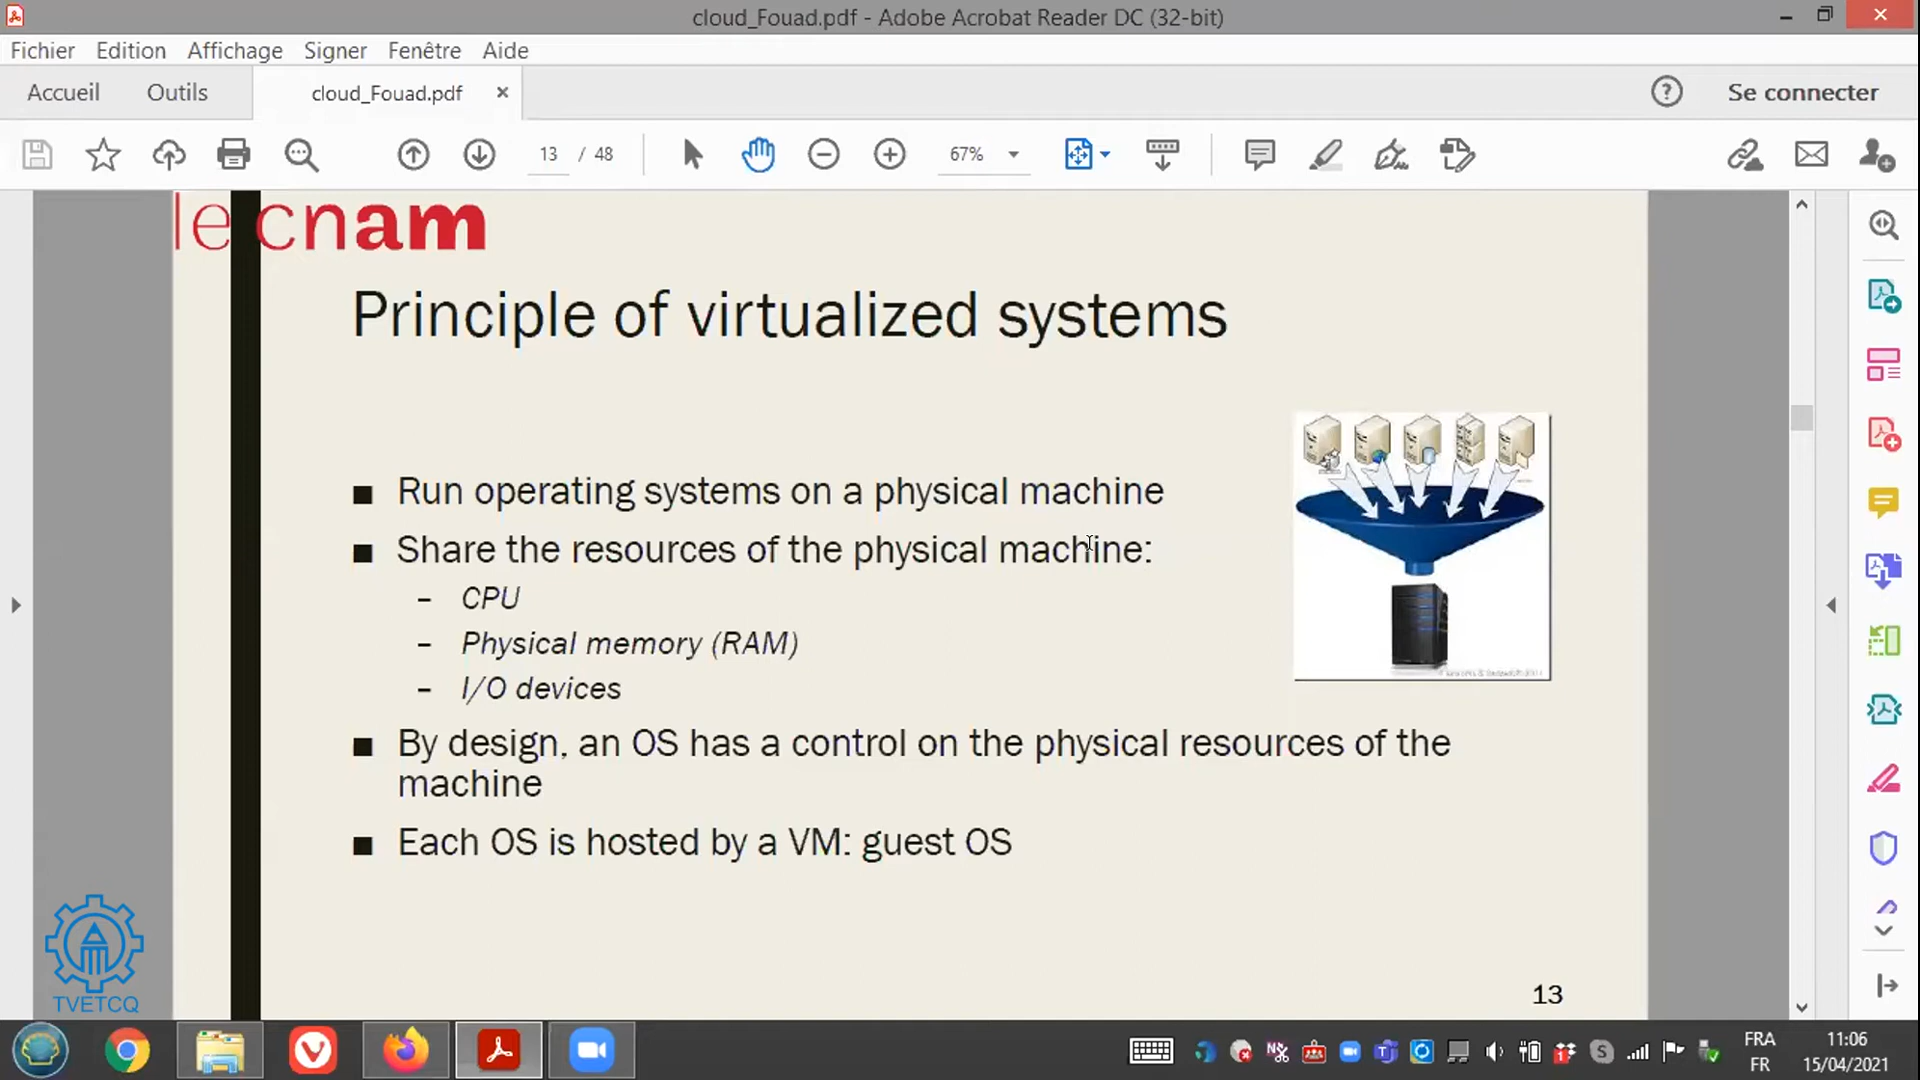 cloud_Fouad.pdf - Adobe Acrobat Reader DC (32-bit)
Fichier Edition Affichage Signer Fenêtre Aide
Accueil Outils cloud_Fouad.pdf × Se connecter
13 / 48 67%
le cnam
Principle of virtualized systems
■ Run operating systems on a physical machine
■ Share the resources of the physical machine:
– CPU
– Physical memory (RAM)
– I/O devices
■ By design, an OS has a control on the physical resources of the
machine
■ Each OS is hosted by a VM: guest OS
TVETCQ
13
FRA 11:06
FR 15/04/2021